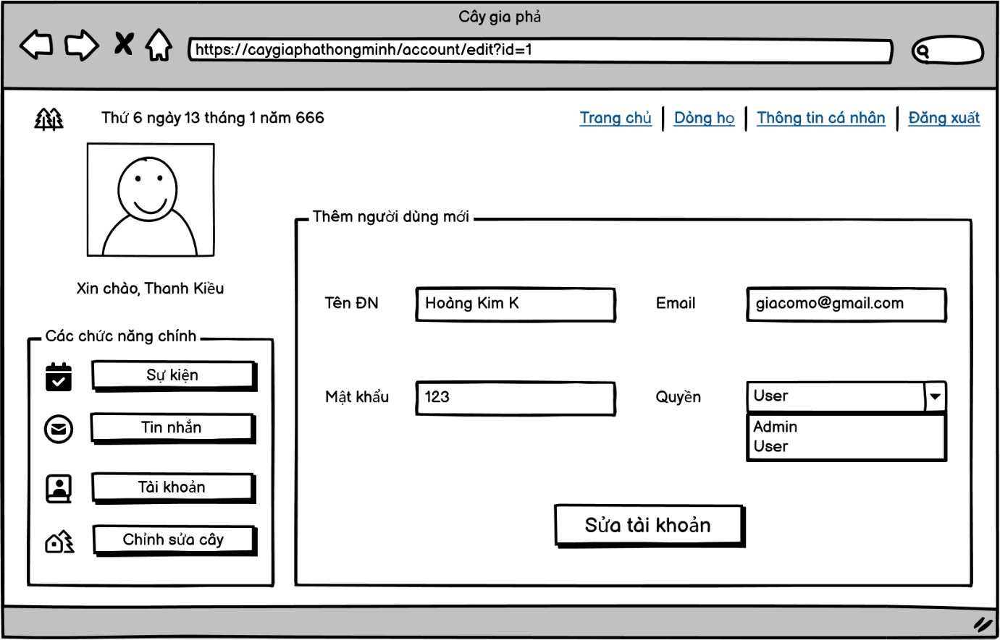 Cây gia phả
https://caygiaphathongminh/account/edit?id=1
Thứ 6 ngày 13 tháng 1 năm 666
Trang chủ
Dòng họ
Thông tin cá nhân
Đăng xuất
Xin chào, Thanh Kiều
Các chức năng chính
Sự kiện
Tin nhắn
Tài khoản
Chỉnh sửa cây
Thêm người dùng mới
Tên ĐN
Hoàng Kim K
Email
giacomo@gmail.com
Mật khẩu
123
Quyền
User
Admin
User
Sửa tài khoản